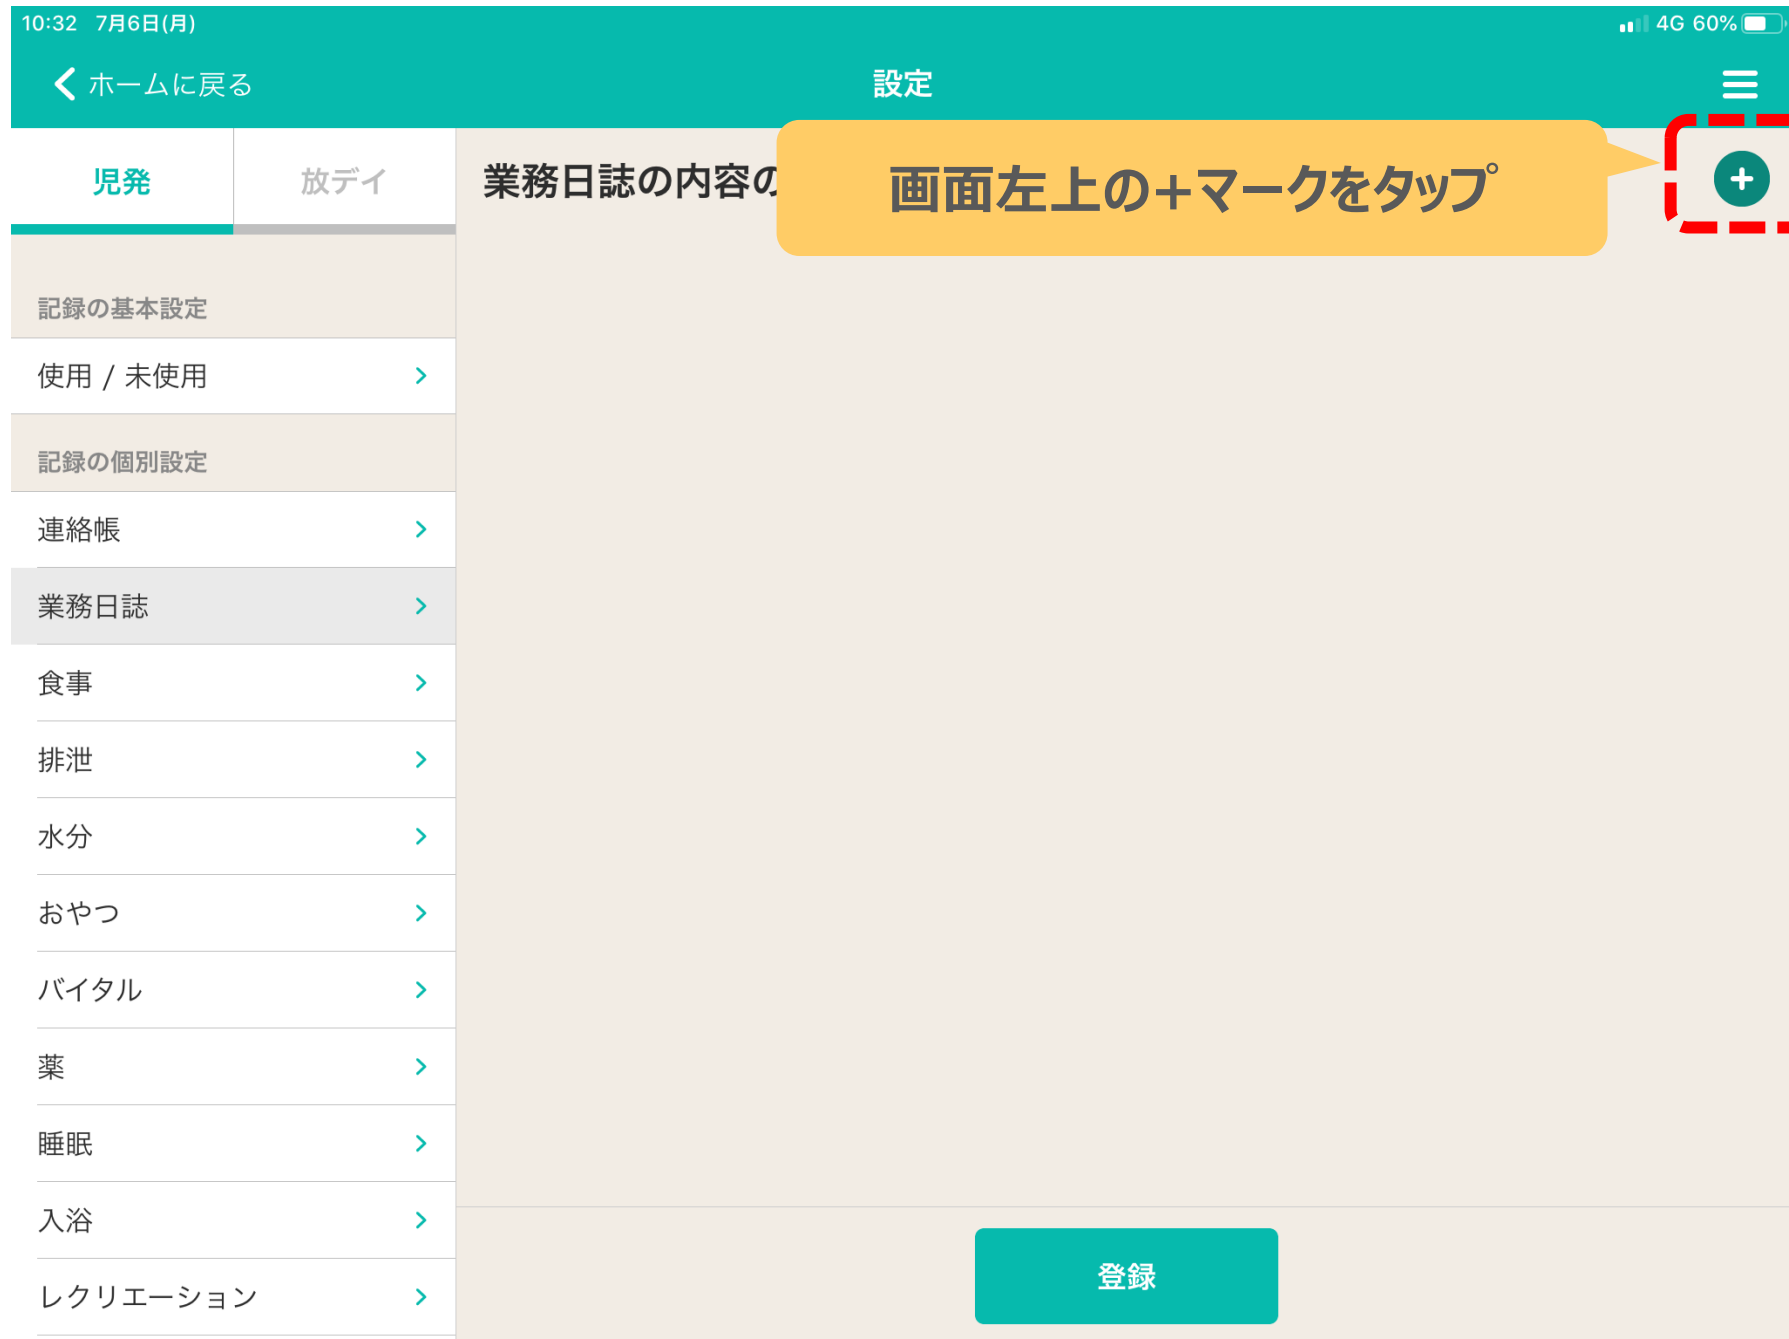 10:32 7月6日(月)
4G 60%
ホームに戻る
設定
児発
放デイ
業務日誌の内容の
画面左上の+マークをタップ
記録の基本設定
使用 / 未使用
記録の個別設定
連絡帳
業務日誌
食事
排泄
水分
おやつ
バイタル
薬
睡眠
入浴
レクリエーション
登録